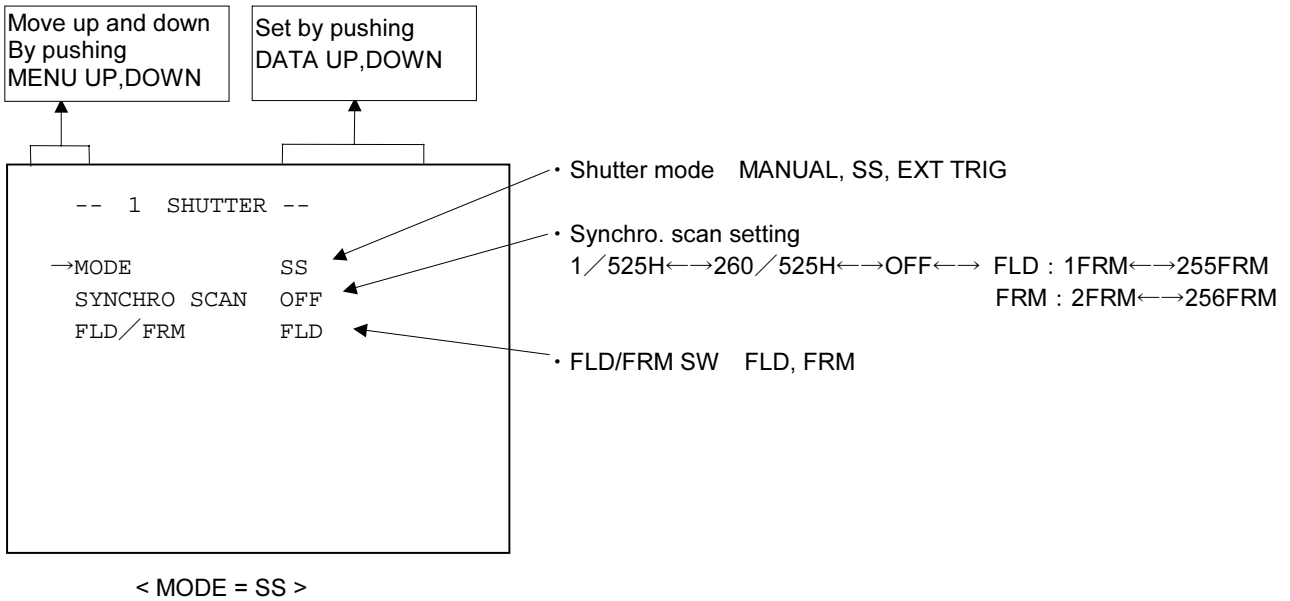 Move up and down
By pushing
MENU UP,DOWN
Set by pushing
DATA UP,DOWN
-- 1 SHUTTER --
→MODE SS
SYNCHRO SCAN OFF
FLD／FRM FLD
・Shutter mode MANUAL, SS, EXT TRIG
・Synchro. scan setting
1／525H←→260／525H←→OFF←→ FLD : 1FRM←→255FRM
FRM : 2FRM←→256FRM
・FLD/FRM SW FLD, FRM
< MODE = SS >